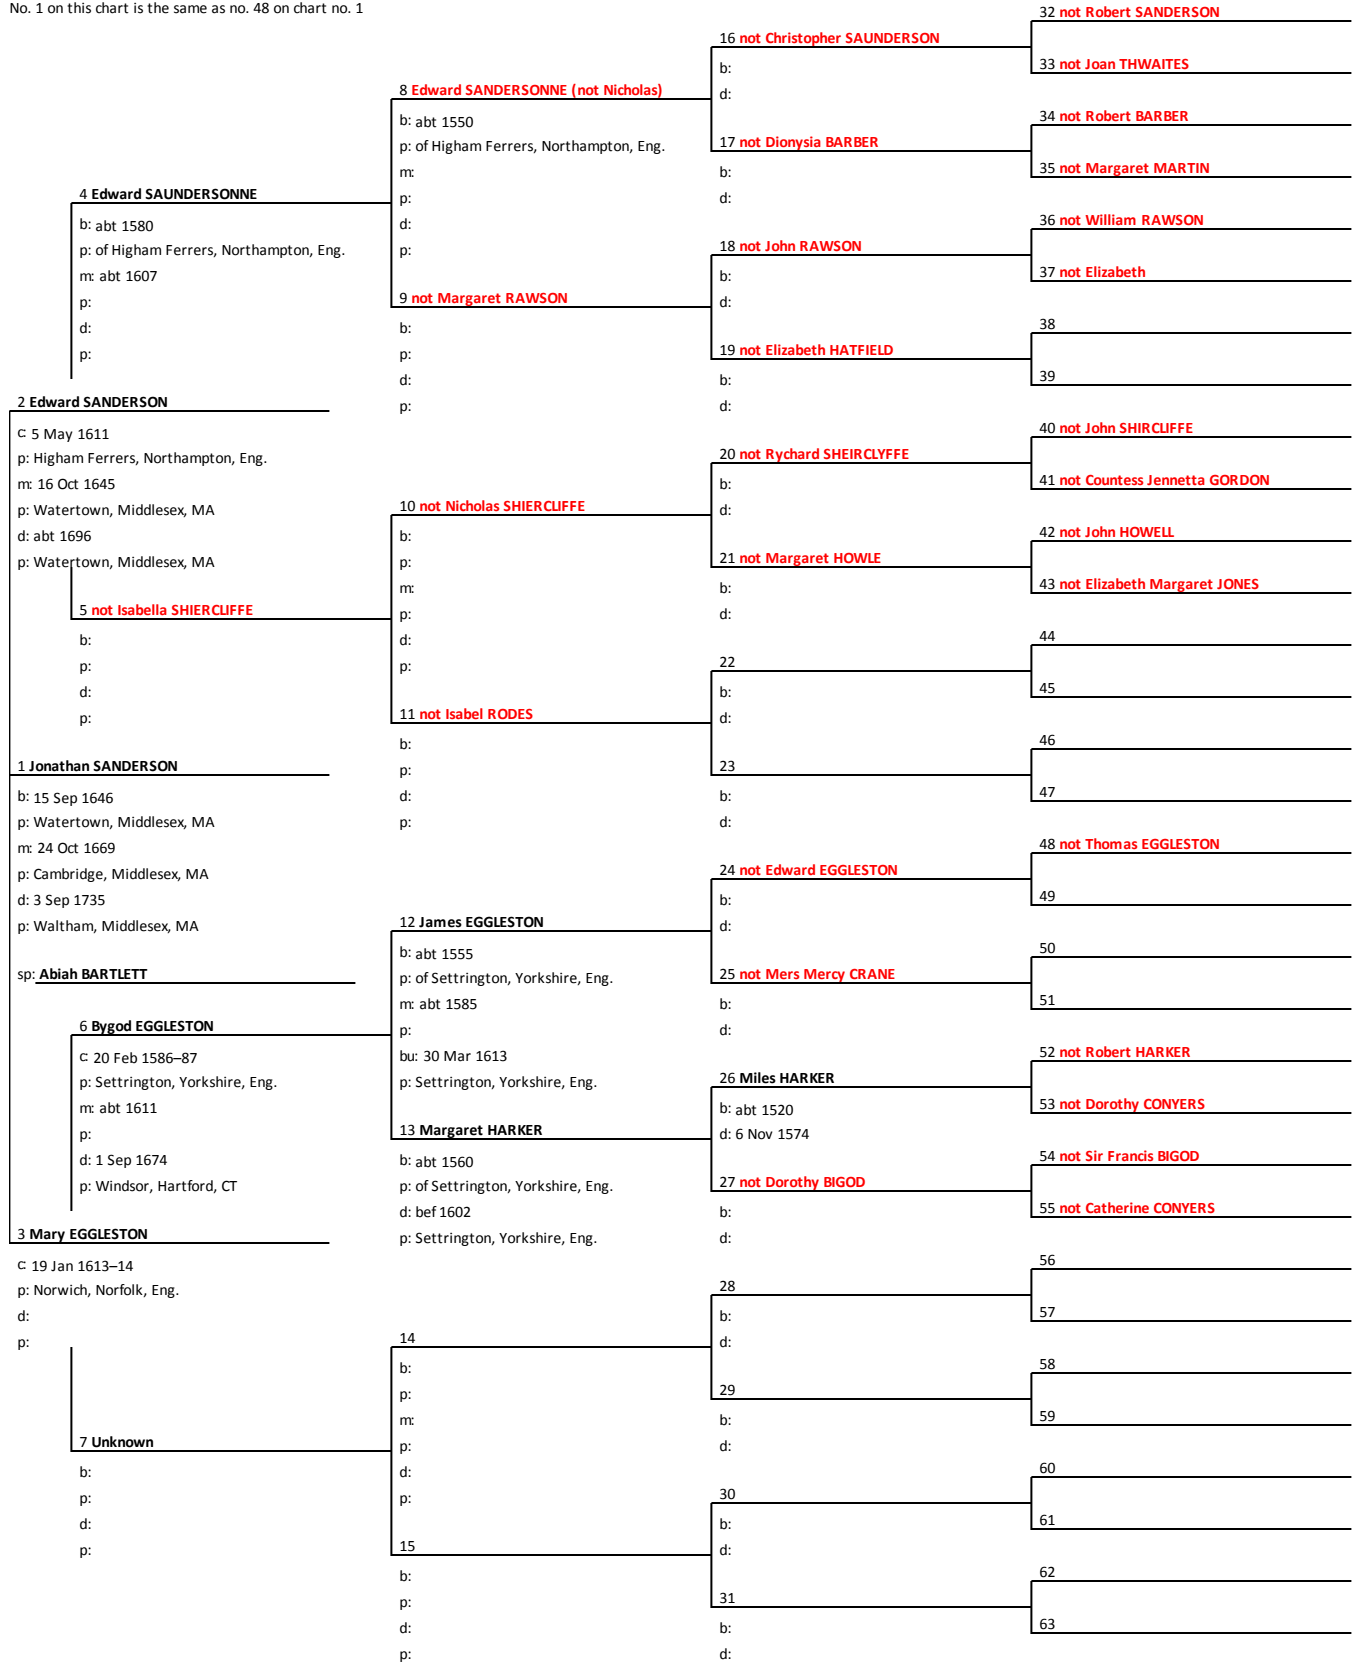 No. 1 on this chart is the same as no. 48 on chart no. 1
2 Edward SANDERSON
c: 5 May 1611
p: Higham Ferrers, Northampton, Eng.
m: 16 Oct 1645
p: Watertown, Middlesex, MA
d: abt 1696
p: Watertown, Middlesex, MA
1 Jonathan SANDERSON
b: 15 Sep 1646
p: Watertown, Middlesex, MA
m: 24 Oct 1669
p: Cambridge, Middlesex, MA
d: 3 Sep 1735
p: Waltham, Middlesex, MA
sp: Abiah BARTLETT
3 Mary EGGLESTON
c: 19 Jan 1613–14
p: Norwich, Norfolk, Eng.
d:
p:
4 Edward SAUNDERSONNE
b: abt 1580
p: of Higham Ferrers, Northampton, Eng.
m: abt 1607
p:
d:
p:
5 not Isabella SHIERCLIFFE
b:
p:
d:
p:
6 Bygod EGGLESTON
c: 20 Feb 1586–87
p: Settrington, Yorkshire, Eng.
m: abt 1611
p:
d: 1 Sep 1674
p: Windsor, Hartford, CT
7 Unknown
b:
p:
d:
p:
8 Edward SANDERSONNE (not Nicholas)
b: abt 1550
p: of Higham Ferrers, Northampton, Eng.
m:
p:
d:
p:
9 not Margaret RAWSON
b:
p:
d:
p:
10 not Nicholas SHIERCLIFFE
b:
p:
m:
p:
d:
p:
11 not Isabel RODES
b:
p:
d:
p:
12 James EGGLESTON
b: abt 1555
p: of Settrington, Yorkshire, Eng.
m: abt 1585
p:
bu: 30 Mar 1613
p: Settrington, Yorkshire, Eng.
13 Margaret HARKER
b: abt 1560
p: of Settrington, Yorkshire, Eng.
d: bef 1602
p: Settrington, Yorkshire, Eng.
14
b:
p:
m:
p:
d:
p:
15
b:
p:
d:
p:
16 not Christopher SAUNDERSON
b:
d:
17 not Dionysia BARBER
b:
d:
18 not John RAWSON
b:
d:
19 not Elizabeth HATFIELD
b:
d:
20 not Rychard SHEIRCLYFFE
b:
d:
21 not Margaret HOWLE
b:
d:
22
b:
d:
23
b:
d:
24 not Edward EGGLESTON
b:
d:
25 not Mers Mercy CRANE
b:
d:
26 Miles HARKER
b: abt 1520
d: 6 Nov 1574
27 not Dorothy BIGOD
b:
d:
28
b:
d:
29
b:
d:
30
b:
d:
31
b:
d:
32 not Robert SANDERSON
33 not Joan THWAITES
34 not Robert BARBER
35 not Margaret MARTIN
36 not William RAWSON
37 not Elizabeth
38
39
40 not John SHIRCLIFFE
41 not Countess Jennetta GORDON
42 not John HOWELL
43 not Elizabeth Margaret JONES
44
45
46
47
48 not Thomas EGGLESTON
49
50
51
52 not Robert HARKER
53 not Dorothy CONYERS
54 not Sir Francis BIGOD
55 not Catherine CONYERS
56
57
58
59
60
61
62
63